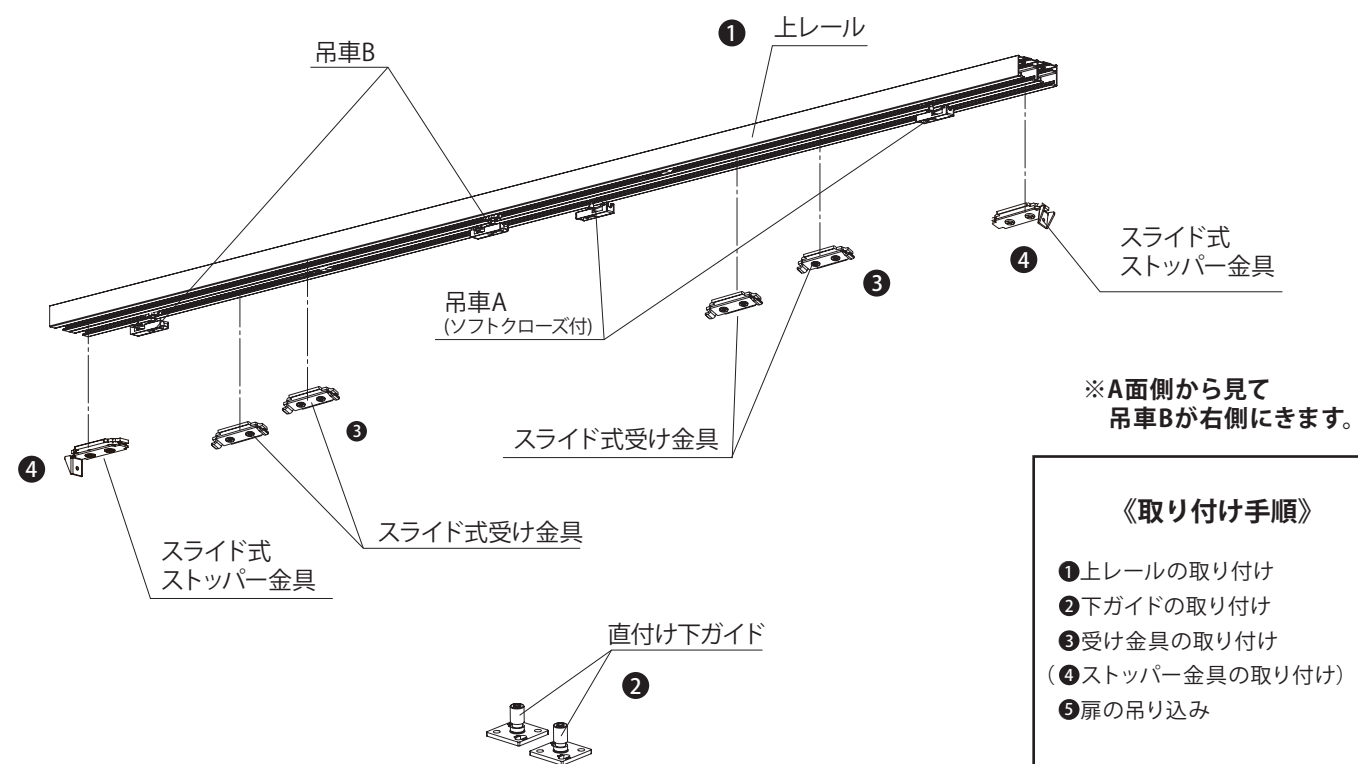 ❶
上レール
吊車B
吊車A
(ソフトクローズ付)
❸
❹
スライド式
ストッパー金具
※A面側から見て
吊車Bが右側にきます。
❸
スライド式受け金具
❹
スライド式受け金具
スライド式
ストッパー金具
直付け下ガイド
❷
《取り付け手順》
❶上レールの取り付け
❷下ガイドの取り付け
❸受け金具の取り付け
(❹ストッパー金具の取り付け)
❺扉の吊り込み